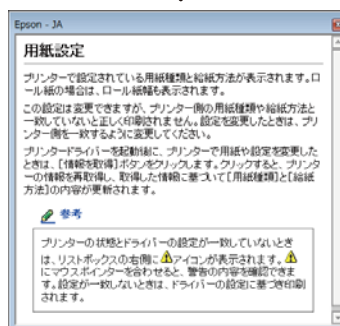 Epson - JA
用紙設定
プリンターで設定されている用紙種類と給紙方法が表示されます。ロ
ール紙の場合は、ロール紙幅も表示されます。
この設定は変更できますが、プリンター側の用紙種類や給紙方法と
一致していないと正しく印刷されません。設定を変更したときは、プリ
ンター側を一致するように変更してください。
プリンタードライバーを起動後に、プリンターで用紙や設定を変更した
ときは、[情報を取得]ボタンをクリックします。クリックすると、プリンタ
ーの情報を再取得し、取得した情報に基づいて[用紙種類]と[給紙
方法]の内容が更新されます。
参考
プリンターの状態とドライバーの設定が一致していないとき
は、リストボックスの右側に アイコンが表示されます。
にマウスポインターを合わせると、警告の内容を確認できま
す。設定が一致しないときは、ドライバーの設定に基づき印刷
されます。